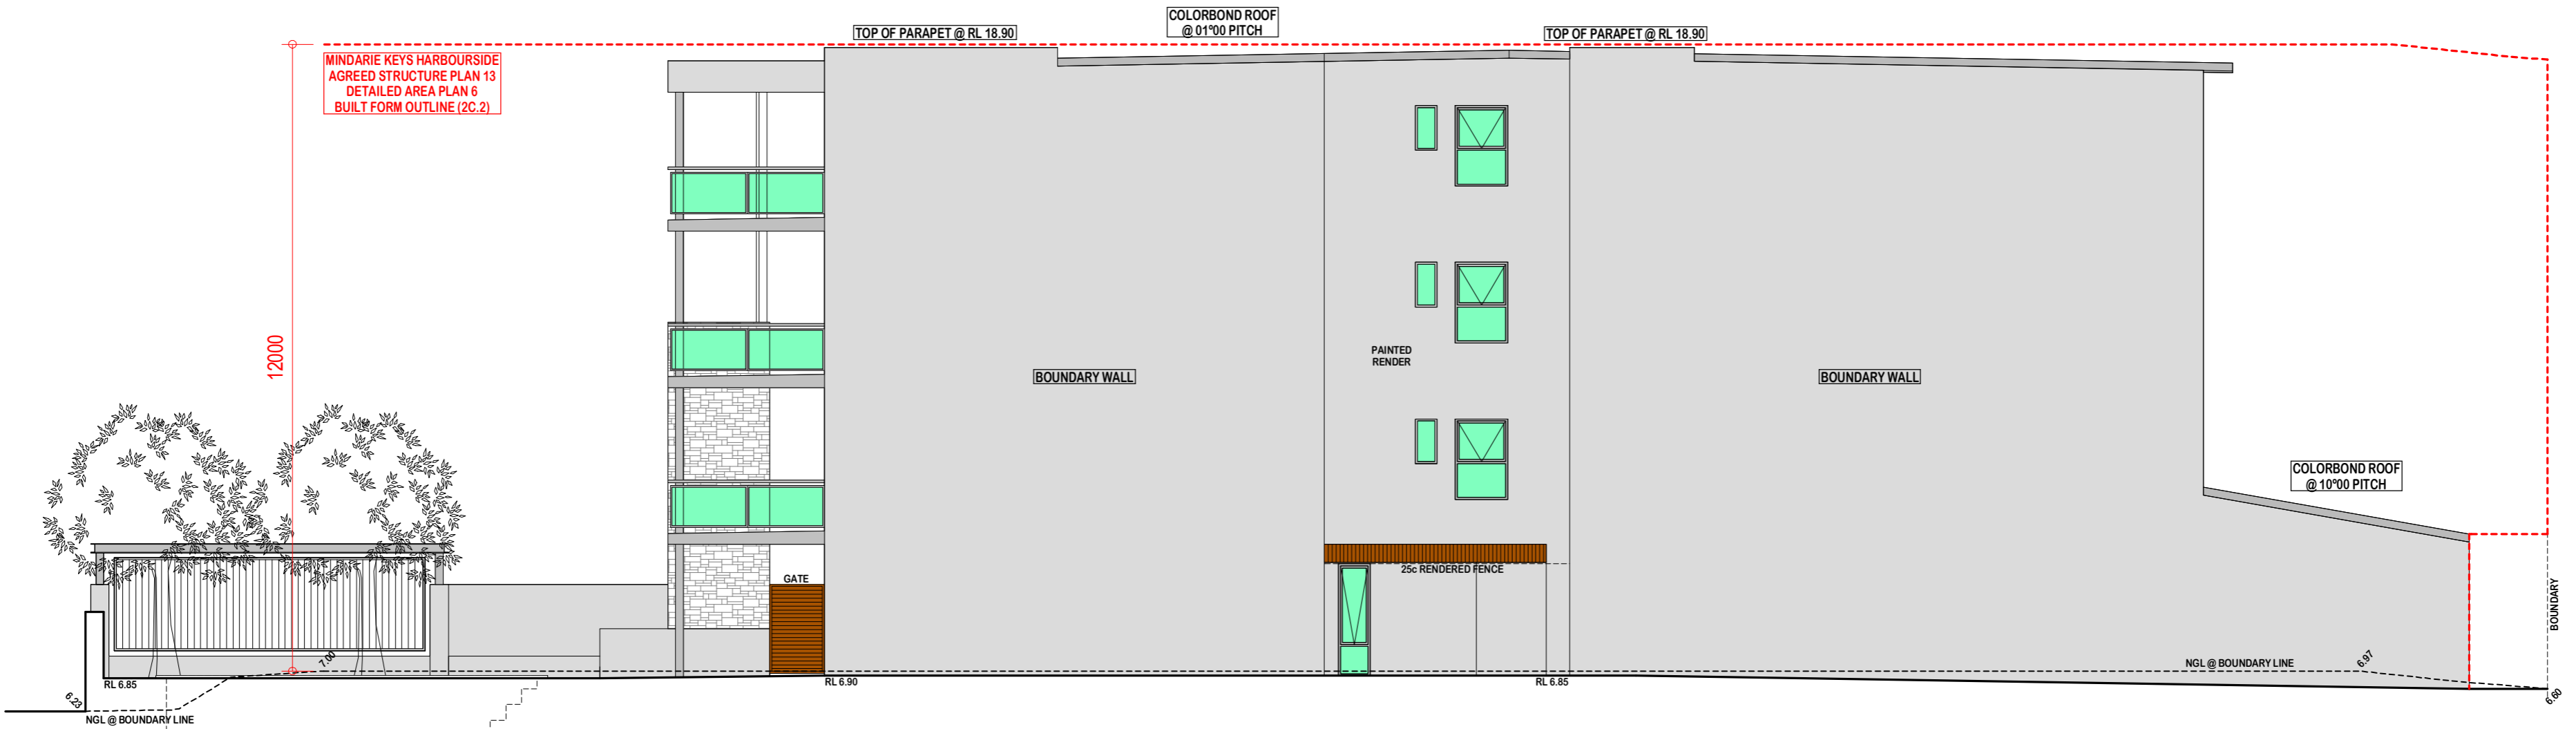 COLORBOND ROOF
@ 01°00 PITCH
TOP OF PARAPET @ RL 18.90
TOP OF PARAPET @ RL 18.90
MINDARIE KEYS HARBOURSIDE
AGREED STRUCTURE PLAN 13
DETAILED AREA PLAN 6
BUILT FORM OUTLINE (2C.2)
12000
PAINTED
RENDER
BOUNDARY WALL
BOUNDARY WALL
COLORBOND ROOF
@ 10°00 PITCH
GATE
25c RENDERED FENCE
BOUNDARY
7.00
NGL @ BOUNDARY LINE
6.97
RL 6.85
RL 6.90
RL 6.85
6.23
6.60
NGL @ BOUNDARY LINE